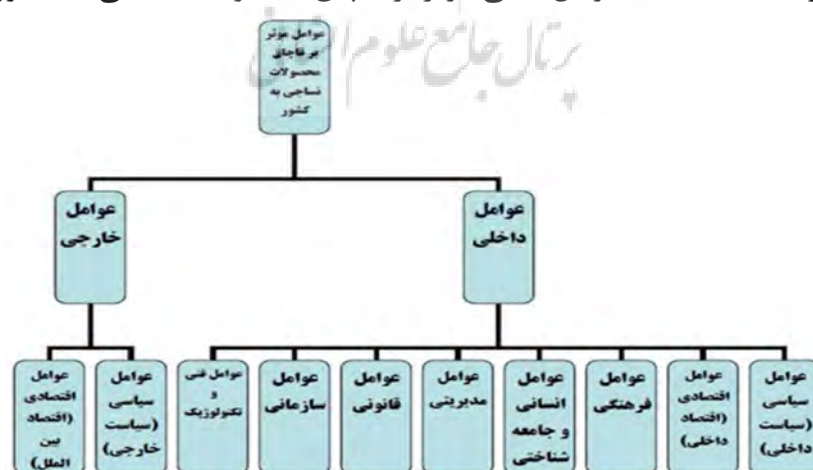 پرتال جامع علوم انسانی
عوامل موثر
بر قاچاق
محصولات
نساجی به
کشور
عوامل
داخلی
عوامل
خارجی
عوامل
سیاسی
(سیاست
داخلی)
عوامل
اقتصادی
(اقتصاد
داخلی)
عوامل
فرهنگی
عوامل
انسانی
و جامعه
شناختی
عوامل
مدیریتی
عوامل
قانونی
عوامل
سازمانی
عوامل فنی
و
تکنولوژیک
عوامل
سیاسی
(سیاست
خارجی)
عوامل
اقتصادی
(اقتصاد
بین
الملل)